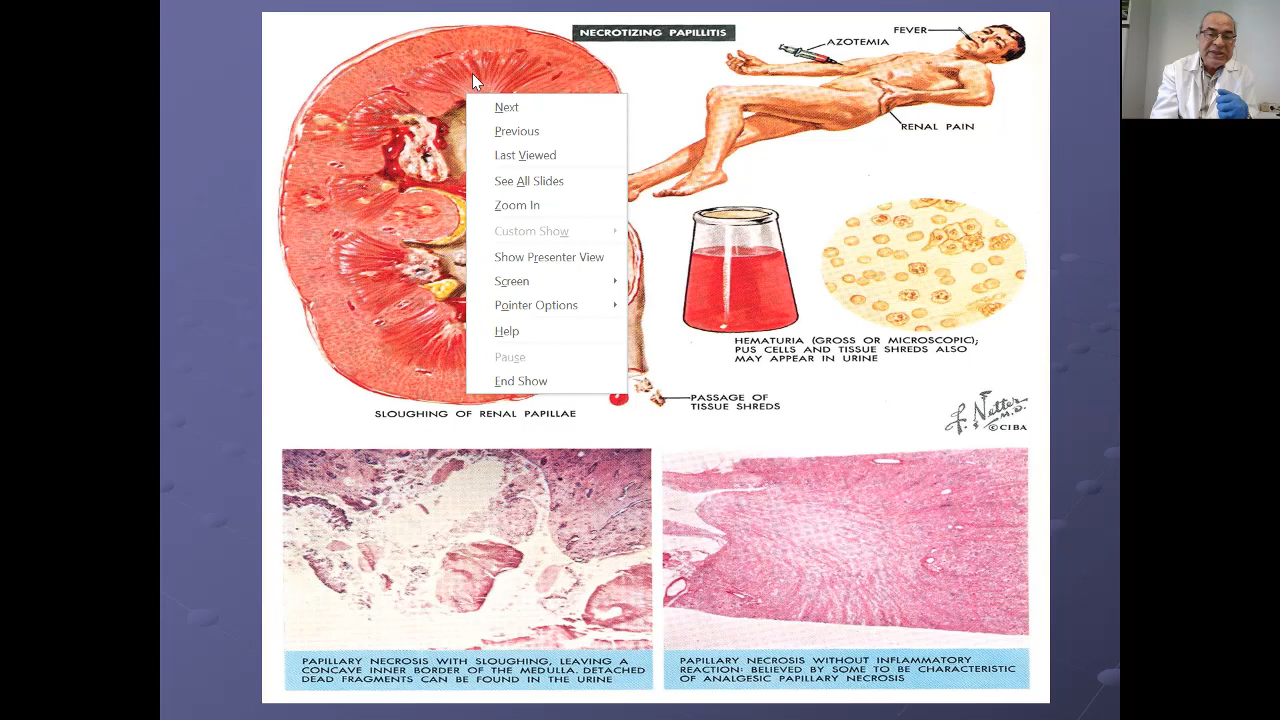 NECROTIZING PAPILLITIS
FEVER
AZOTEMIA
RENAL PAIN
Next
Previous
Last Viewed
See All Slides
Zoom In
Custom Show
Show Presenter View
Screen
Pointer Options
Help
Pause
End Show
HEMATURIA (GROSS OR MICROSCOPIC);
PUS CELLS AND TISSUE SHREDS ALSO
MAY APPEAR IN URINE
PASSAGE OF
TISSUE SHREDS
SLOUGHING OF RENAL PAPILLAE
F. Netter
M.D.
©CIBA
PAPILLARY NECROSIS WITH SLOUGHING, LEAVING A
CONCAVE INNER BORDER OF THE MEDULLA. DETACHED
DEAD FRAGMENTS CAN BE FOUND IN THE URINE
PAPILLARY NECROSIS WITHOUT INFLAMMATORY
REACTION: BELIEVED BY SOME TO BE CHARACTERISTIC
OF ANALGESIC PAPILLARY NECROSIS